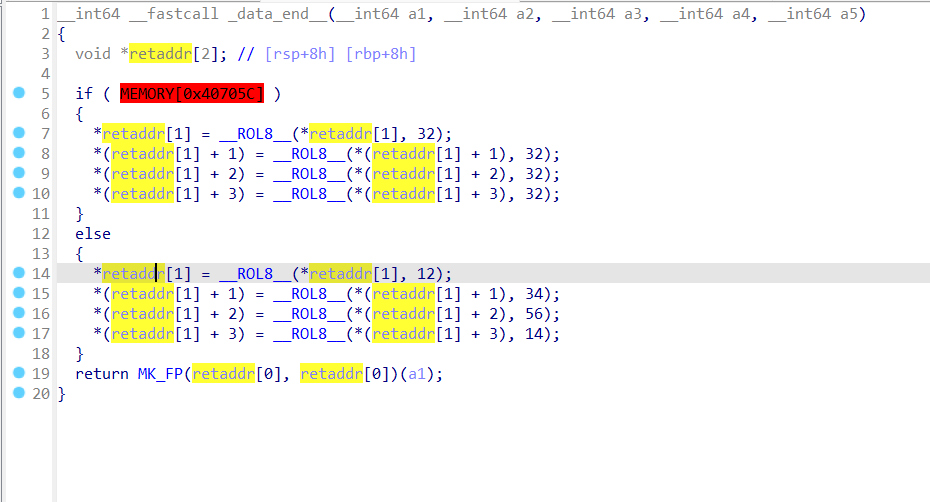 1 __int64 __fastcall _data_end__(__int64 a1, __int64 a2, __int64 a3, __int64 a4, __int64 a5)
2 {
3   void *retaddr[2]; // [rsp+8h] [rbp+8h]
4
5   if ( MEMORY[0x40705C] )
6   {
7     *retaddr[1] = __ROL8__(*retaddr[1], 32);
8     *(retaddr[1] + 1) = __ROL8__(*(retaddr[1] + 1), 32);
9     *(retaddr[1] + 2) = __ROL8__(*(retaddr[1] + 2), 32);
10     *(retaddr[1] + 3) = __ROL8__(*(retaddr[1] + 3), 32);
11   }
12   else
13   {
14     *retaddr[1] = __ROL8__(*retaddr[1], 12);
15     *(retaddr[1] + 1) = __ROL8__(*(retaddr[1] + 1), 34);
16     *(retaddr[1] + 2) = __ROL8__(*(retaddr[1] + 2), 56);
17     *(retaddr[1] + 3) = __ROL8__(*(retaddr[1] + 3), 14);
18   }
19   return MK_FP(retaddr[0], retaddr[0])(a1);
20 }